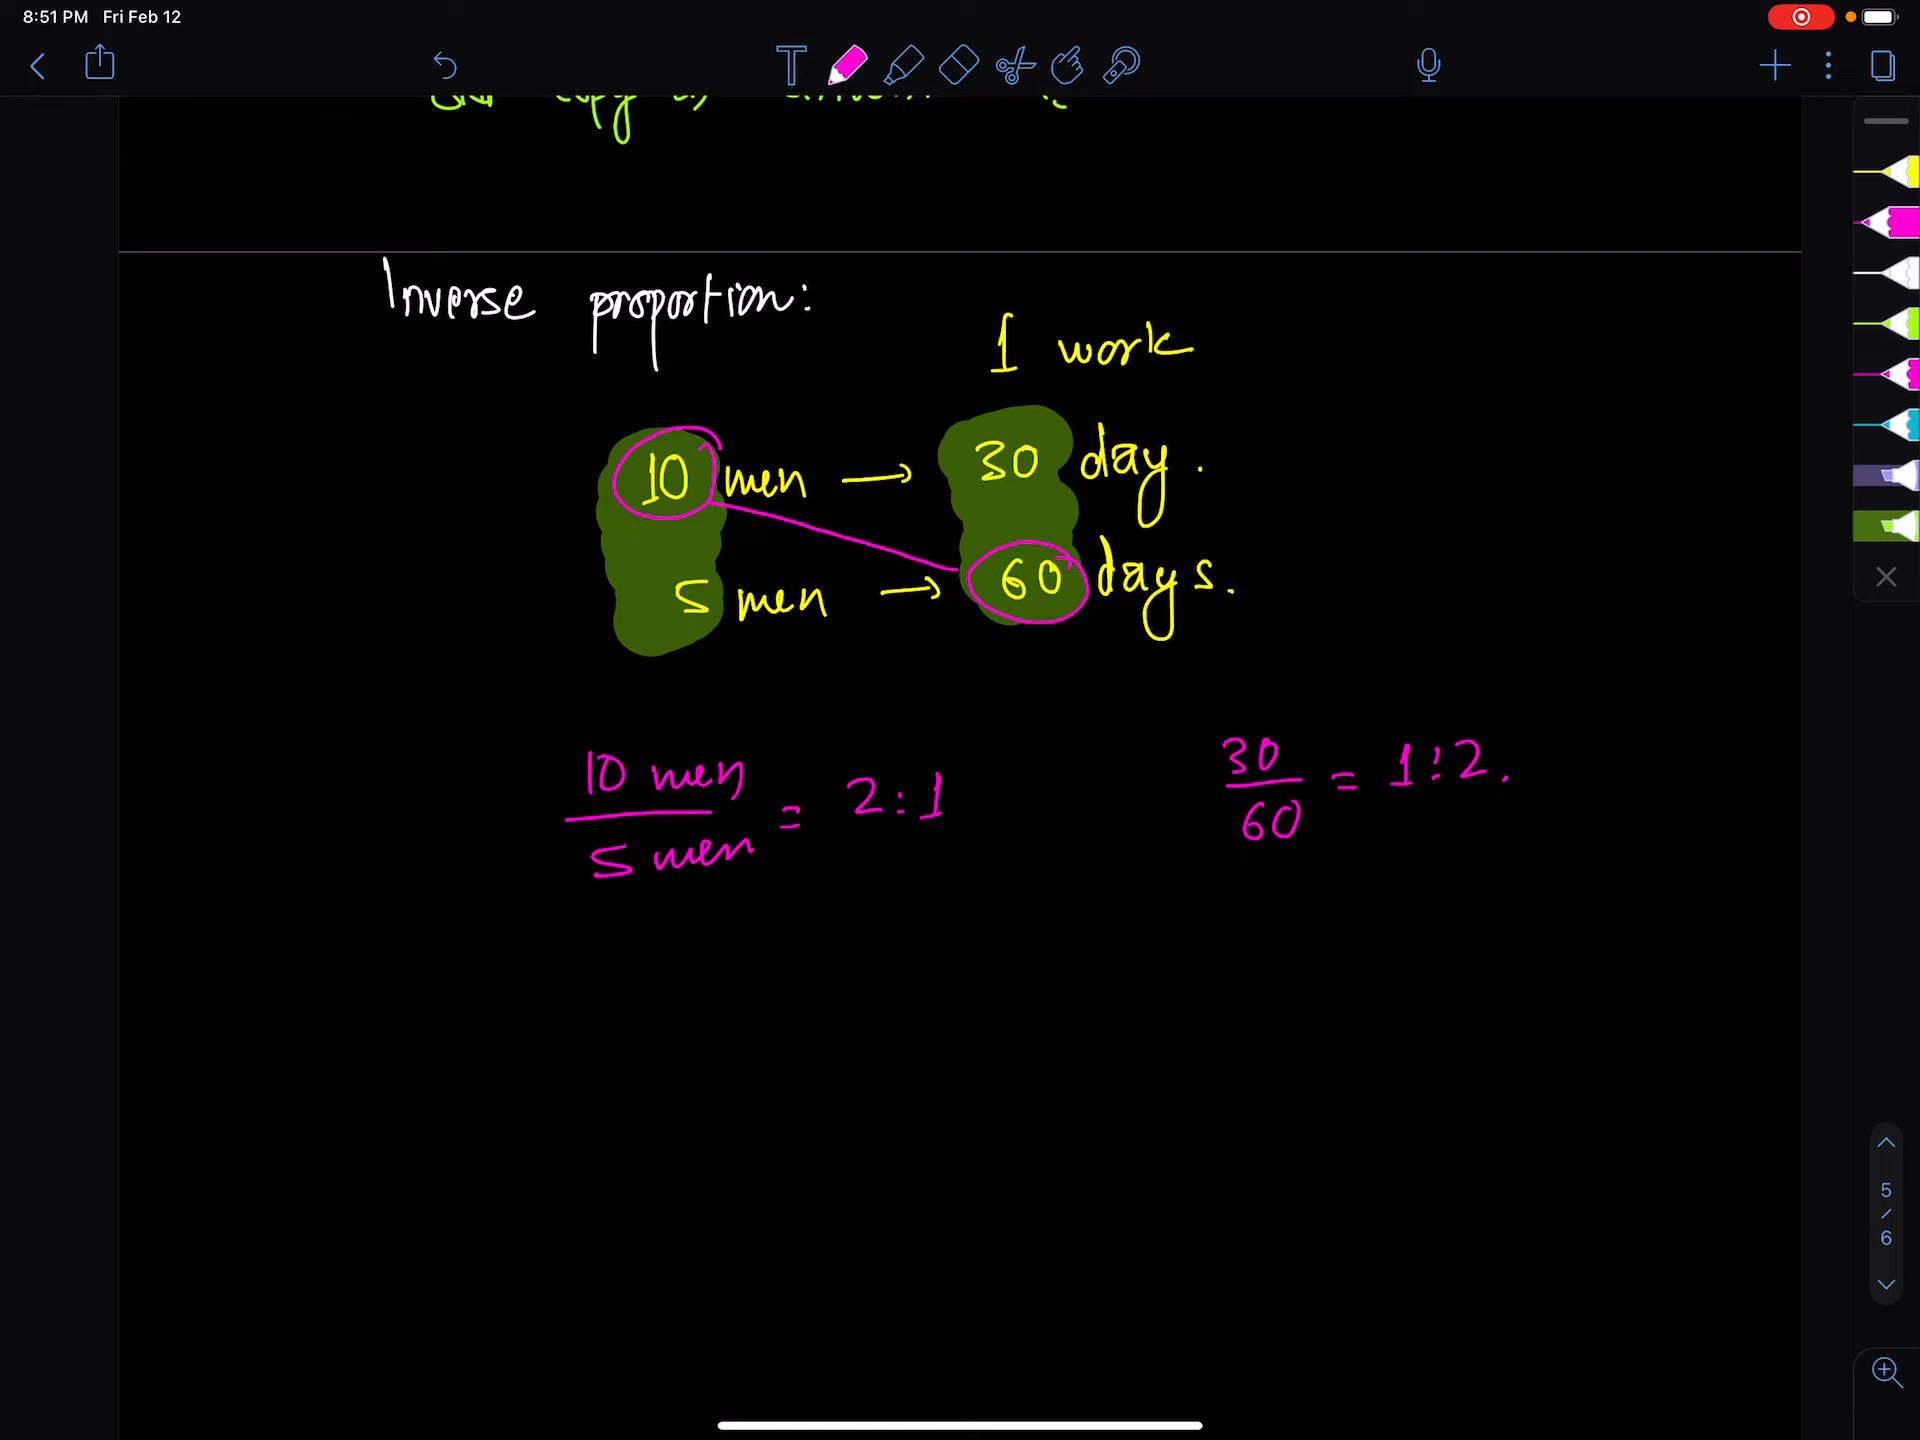 8:51 PM Fri Feb 12
copy
Inverse proportion:
1 work
10 men → 30 day.
5 men → 60 days.
10 men / 5 men = 2:1
30 / 60 = 1:2.
5
/
6